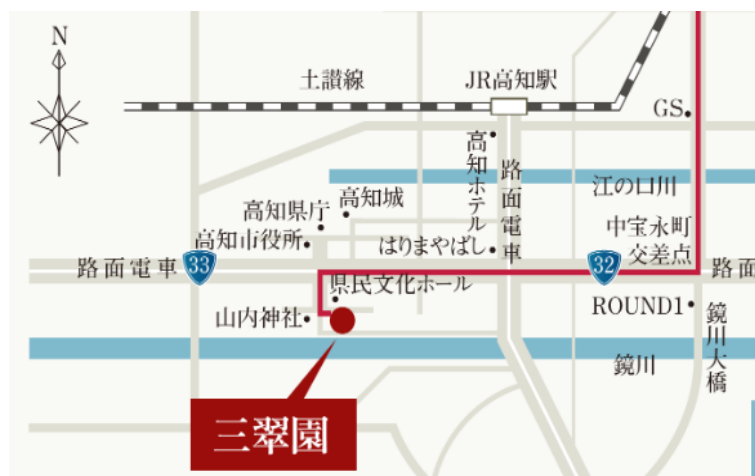 N
土讃線
JR高知駅
GS
高知ホテル
路面電車
江の口川
高知城
高知県庁
高知市役所
はりまやばし
中宝永町
交差点
路面電車
33
32
路面
県民文化ホール
山内神社
ROUND1
鏡川大橋
鏡川
三翠園